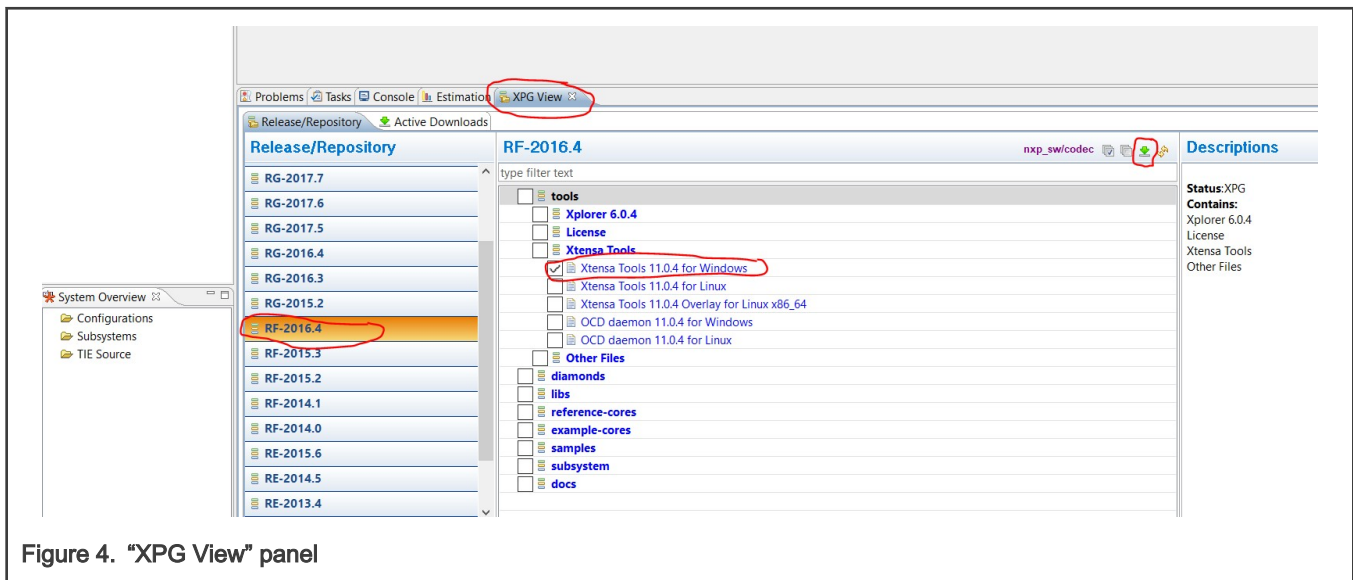 Problems Tasks Console Estimation XPG View
Release/Repository Active Downloads
Release/Repository
RG-2017.7
RG-2017.6
RG-2017.5
RG-2016.4
RG-2016.3
RG-2015.2
RF-2016.4
RF-2015.3
RF-2015.2
RF-2014.1
RF-2014.0
RE-2015.6
RE-2014.5
RE-2013.4
RF-2016.4 nxp_sw/codec
type filter text
tools
Xplorer 6.0.4
License
Xtensa Tools
Xtensa Tools 11.0.4 for Windows
Xtensa Tools 11.0.4 for Linux
Xtensa Tools 11.0.4 Overlay for Linux x86_64
OCD daemon 11.0.4 for Windows
OCD daemon 11.0.4 for Linux
Other Files
diamonds
libs
reference-cores
example-cores
samples
subsystem
docs
Descriptions
Status:XPG
Contains:
Xplorer 6.0.4
License
Xtensa Tools
Other Files
System Overview
Configurations
Subsystems
TIE Source
Figure 4. “XPG View” panel